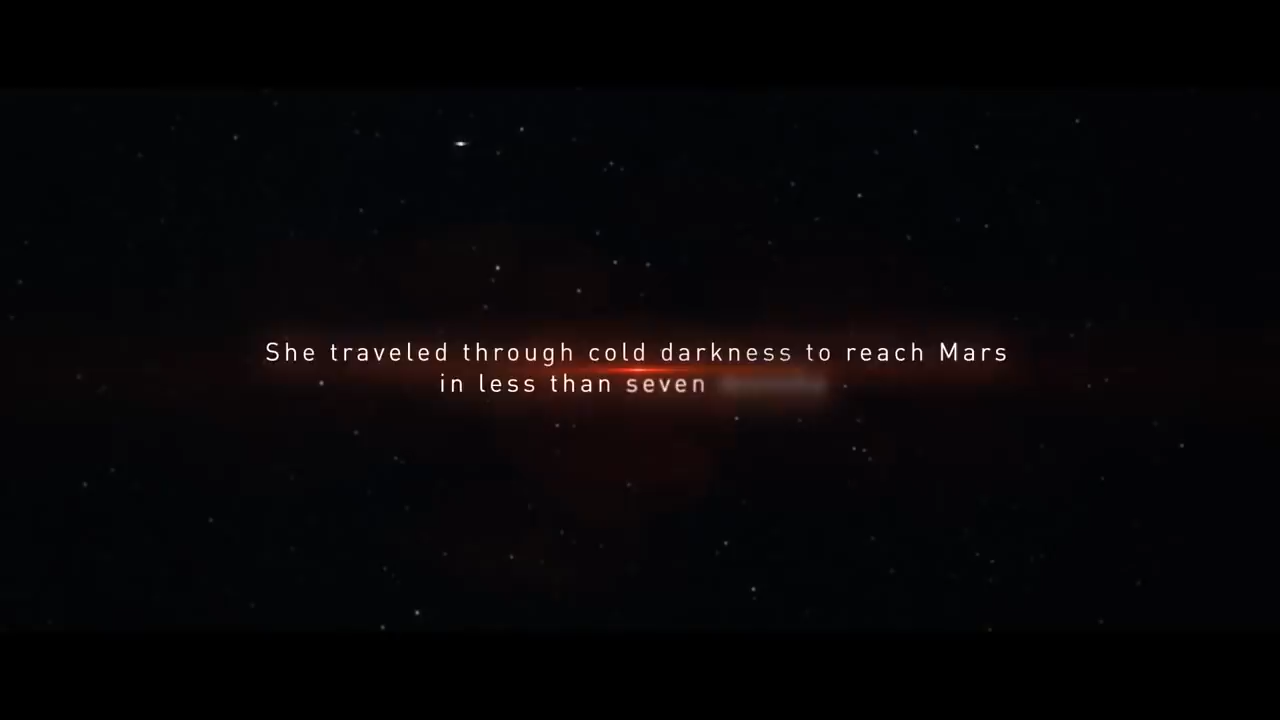 She traveled through cold darkness to reach Mars
in less than seven